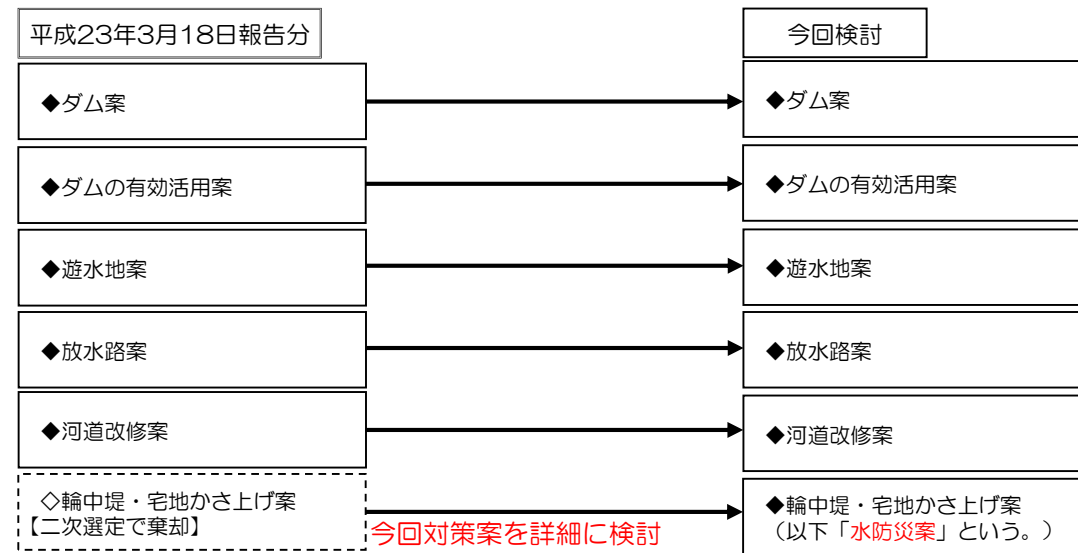 平成23年3月18日報告分
今回検討
◆ダム案
◆ダム案
◆ダムの有効活用案
◆ダムの有効活用案
◆遊水地案
◆遊水地案
◆放水路案
◆放水路案
◆河道改修案
◆河道改修案
◇輪中堤・宅地かさ上げ案
【二次選定で棄却】
今回対策案を詳細に検討
◆輪中堤・宅地かさ上げ案
(以下「水防災案」という。)